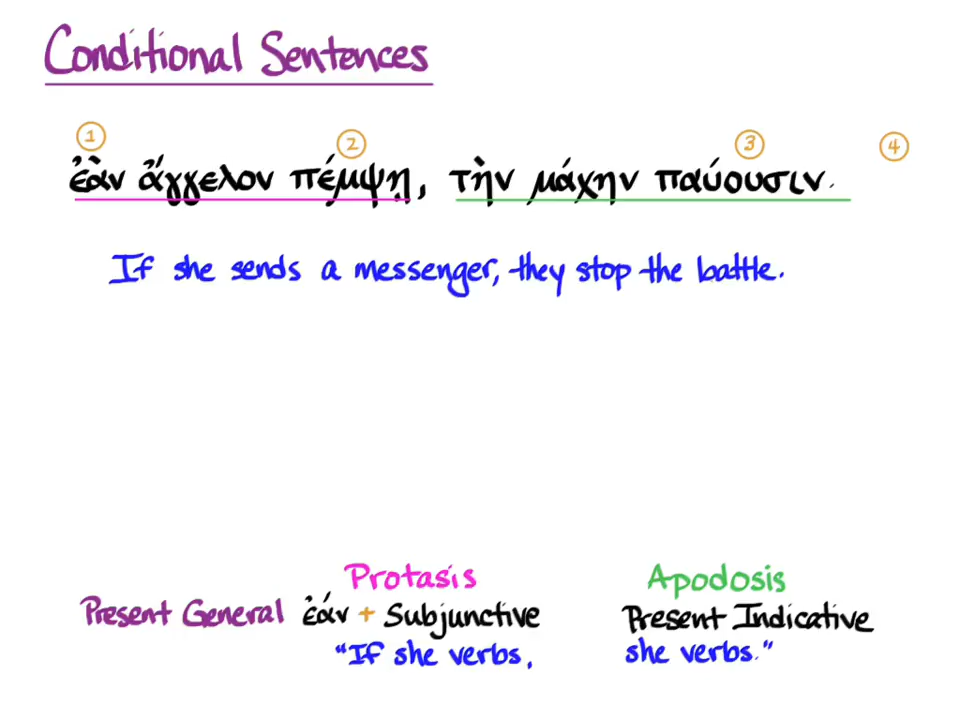 Conditional Sentences
① ② ③ ④
ἐὰν ἄγγελον πέμψῃ, τὴν μάχην παύουσιν.
If she sends a messenger, they stop the battle.
Protasis Apodosis
Present General ἐάν + Subjunctive Present Indicative
“If she verbs, she verbs.”